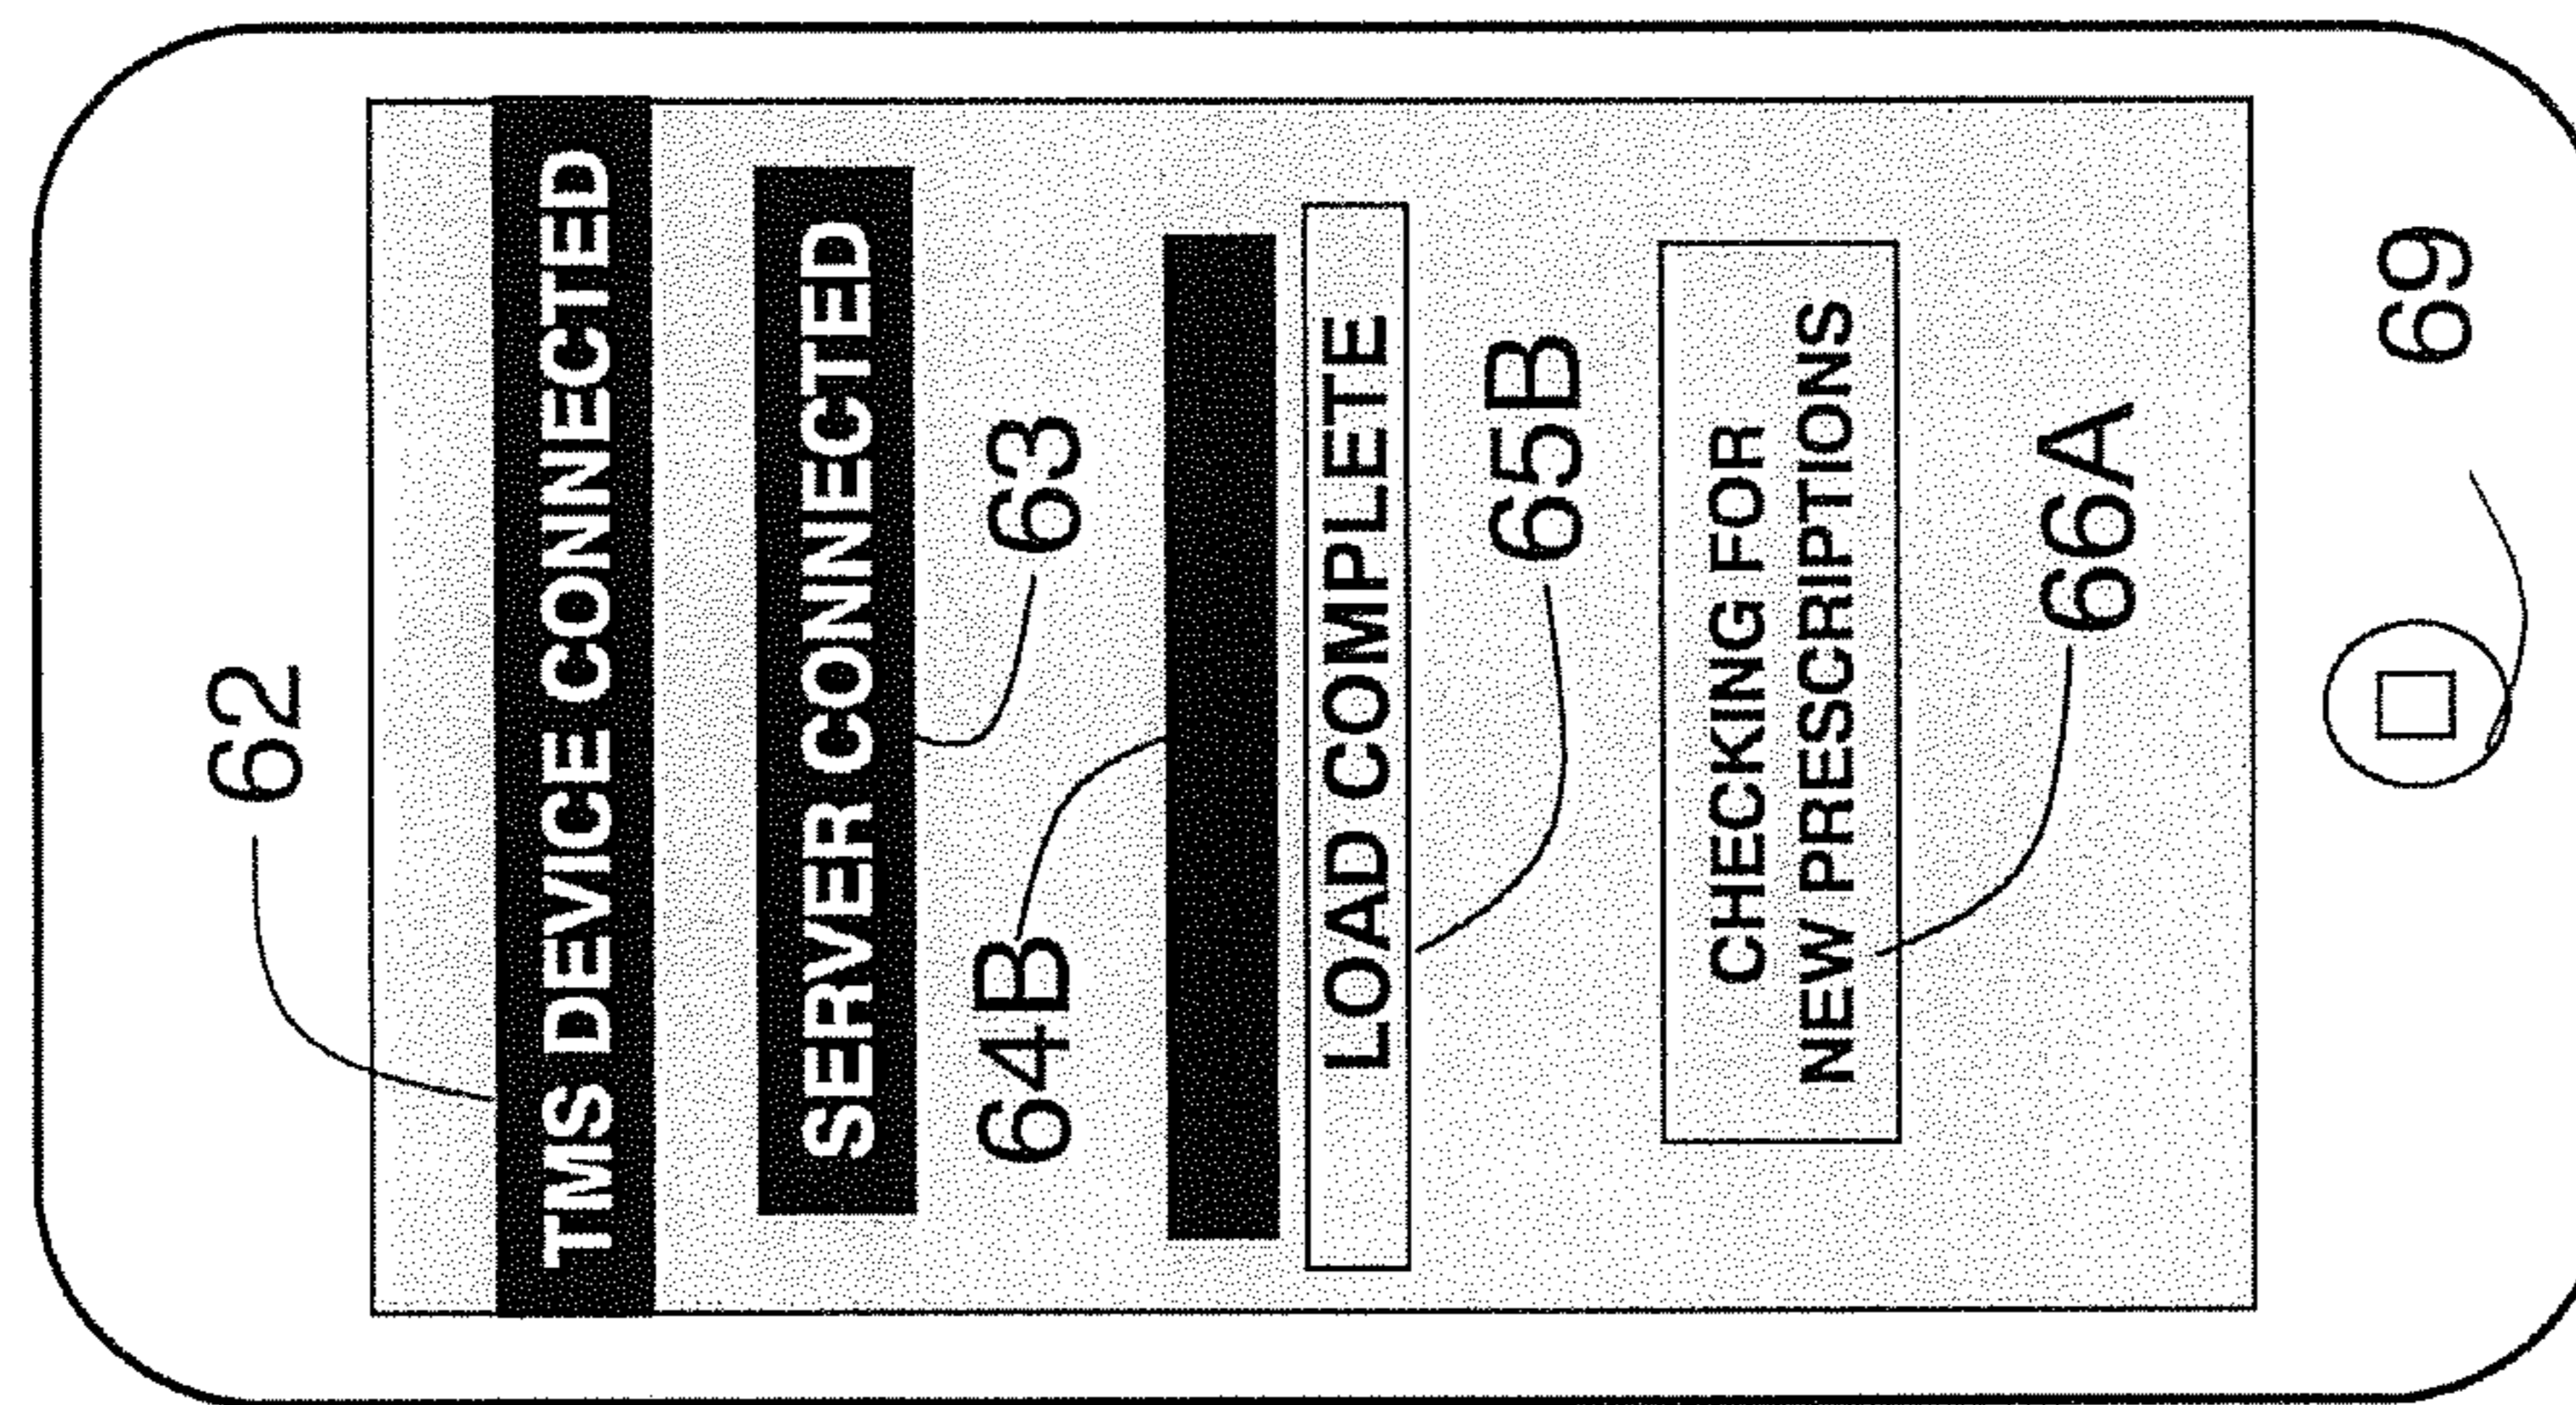 62
TMS DEVICE CONNECTED
SERVER CONNECTED
63
64B
LOAD COMPLETE
65B
CHECKING FOR
NEW PRESCRIPTIONS
66A
69